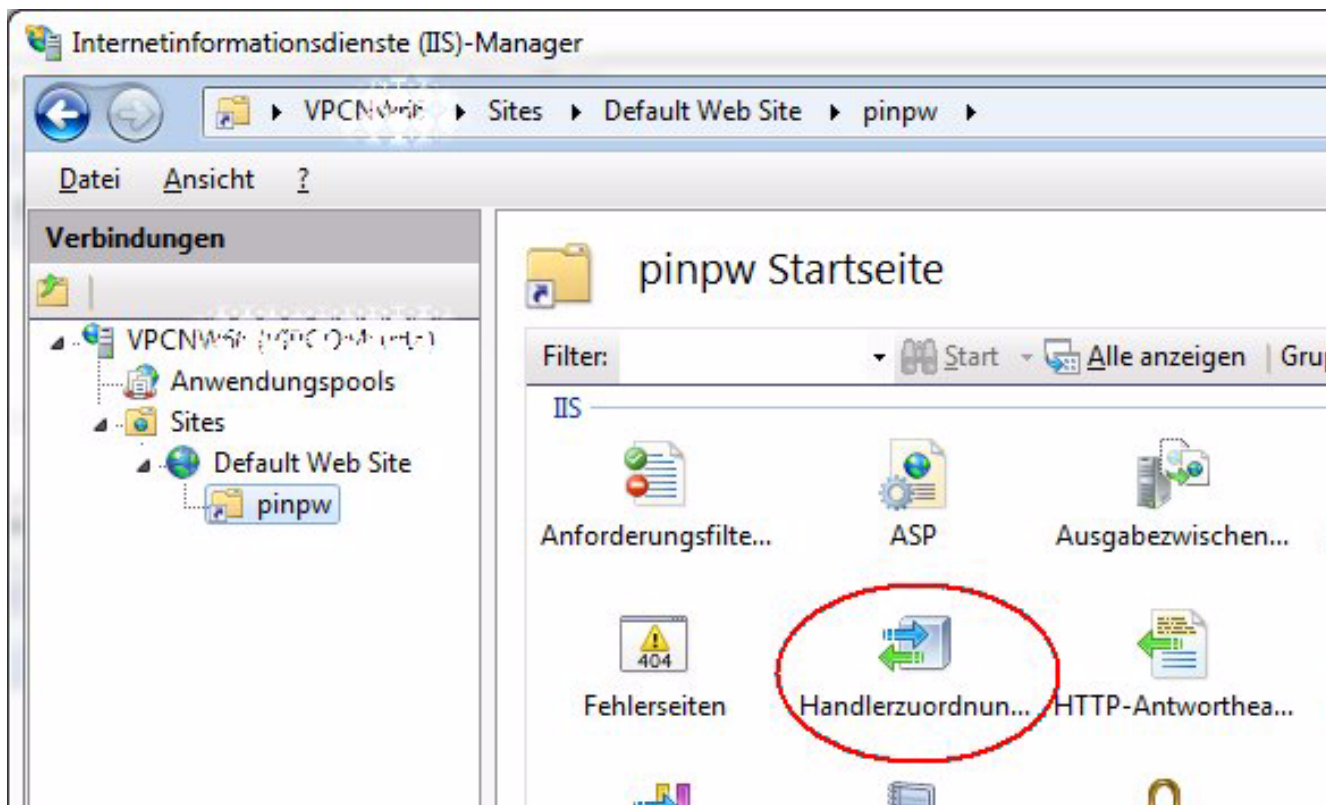 Internetinformationsdienste (IIS)-Manager
Sites Default Web Site pinpw
Datei Ansicht ?
Verbindungen
pinpw Startseite
Filter: Start Alle anzeigen Gru
Anwendungspools
Sites
Default Web Site
pinpw
IIS
Anforderungsfilte... ASP Ausgabezwischen...
404
Fehlerseiten Handlerzuordnun... HTTP-Antworthea...